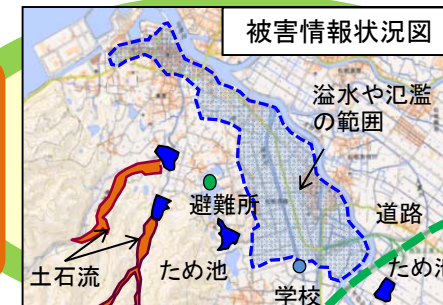 被害情報状況図
溢水や氾濫
の範囲
避難所
道路
土石流
ため池
ため池
学校